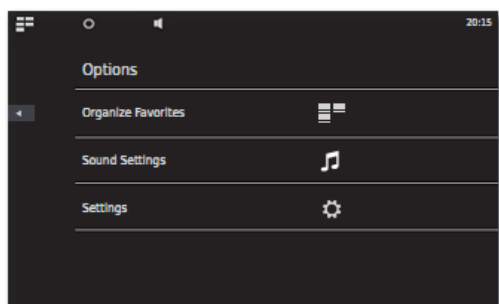 20:15
Options
Organize Favorites
Sound Settings
Settings